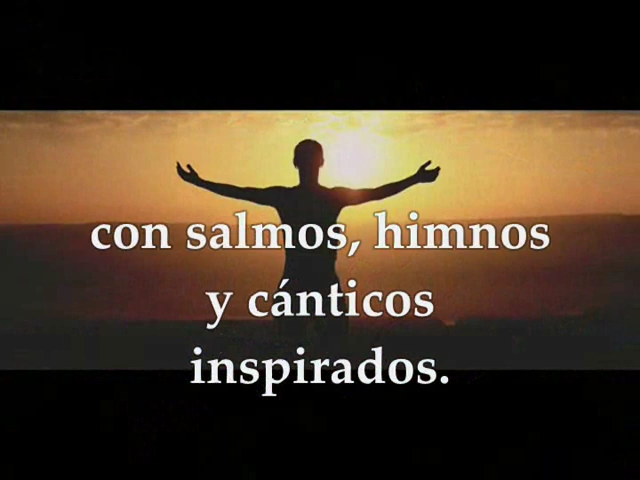 con salmos, himnos
y cánticos
inspirados.